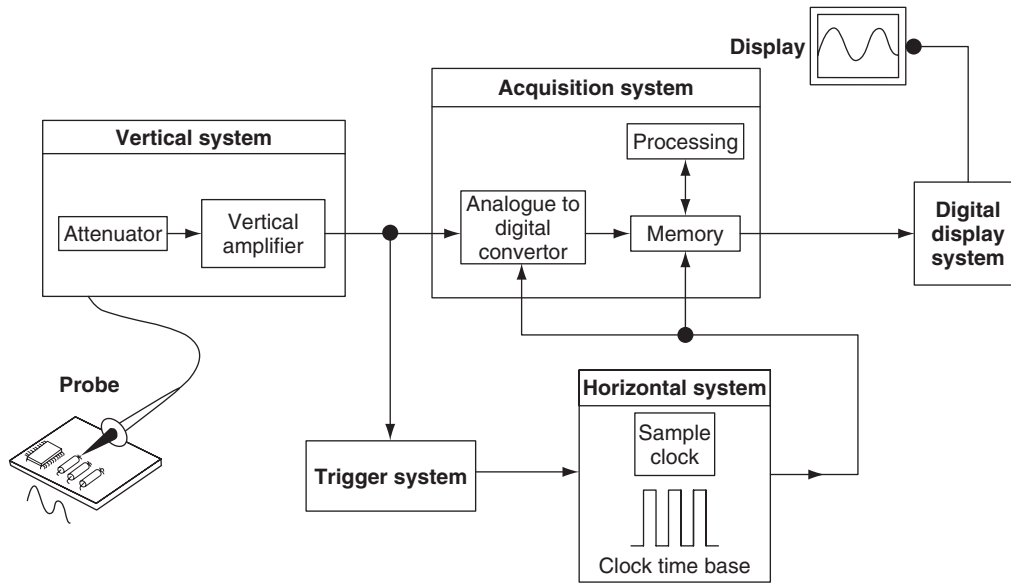 Display
Acquisition system
Vertical system
Processing
Attenuator
Vertical
amplifier
Analogue to
digital
convertor
Memory
Digital
display
system
Probe
Horizontal system
Sample
clock
Trigger system
Clock time base